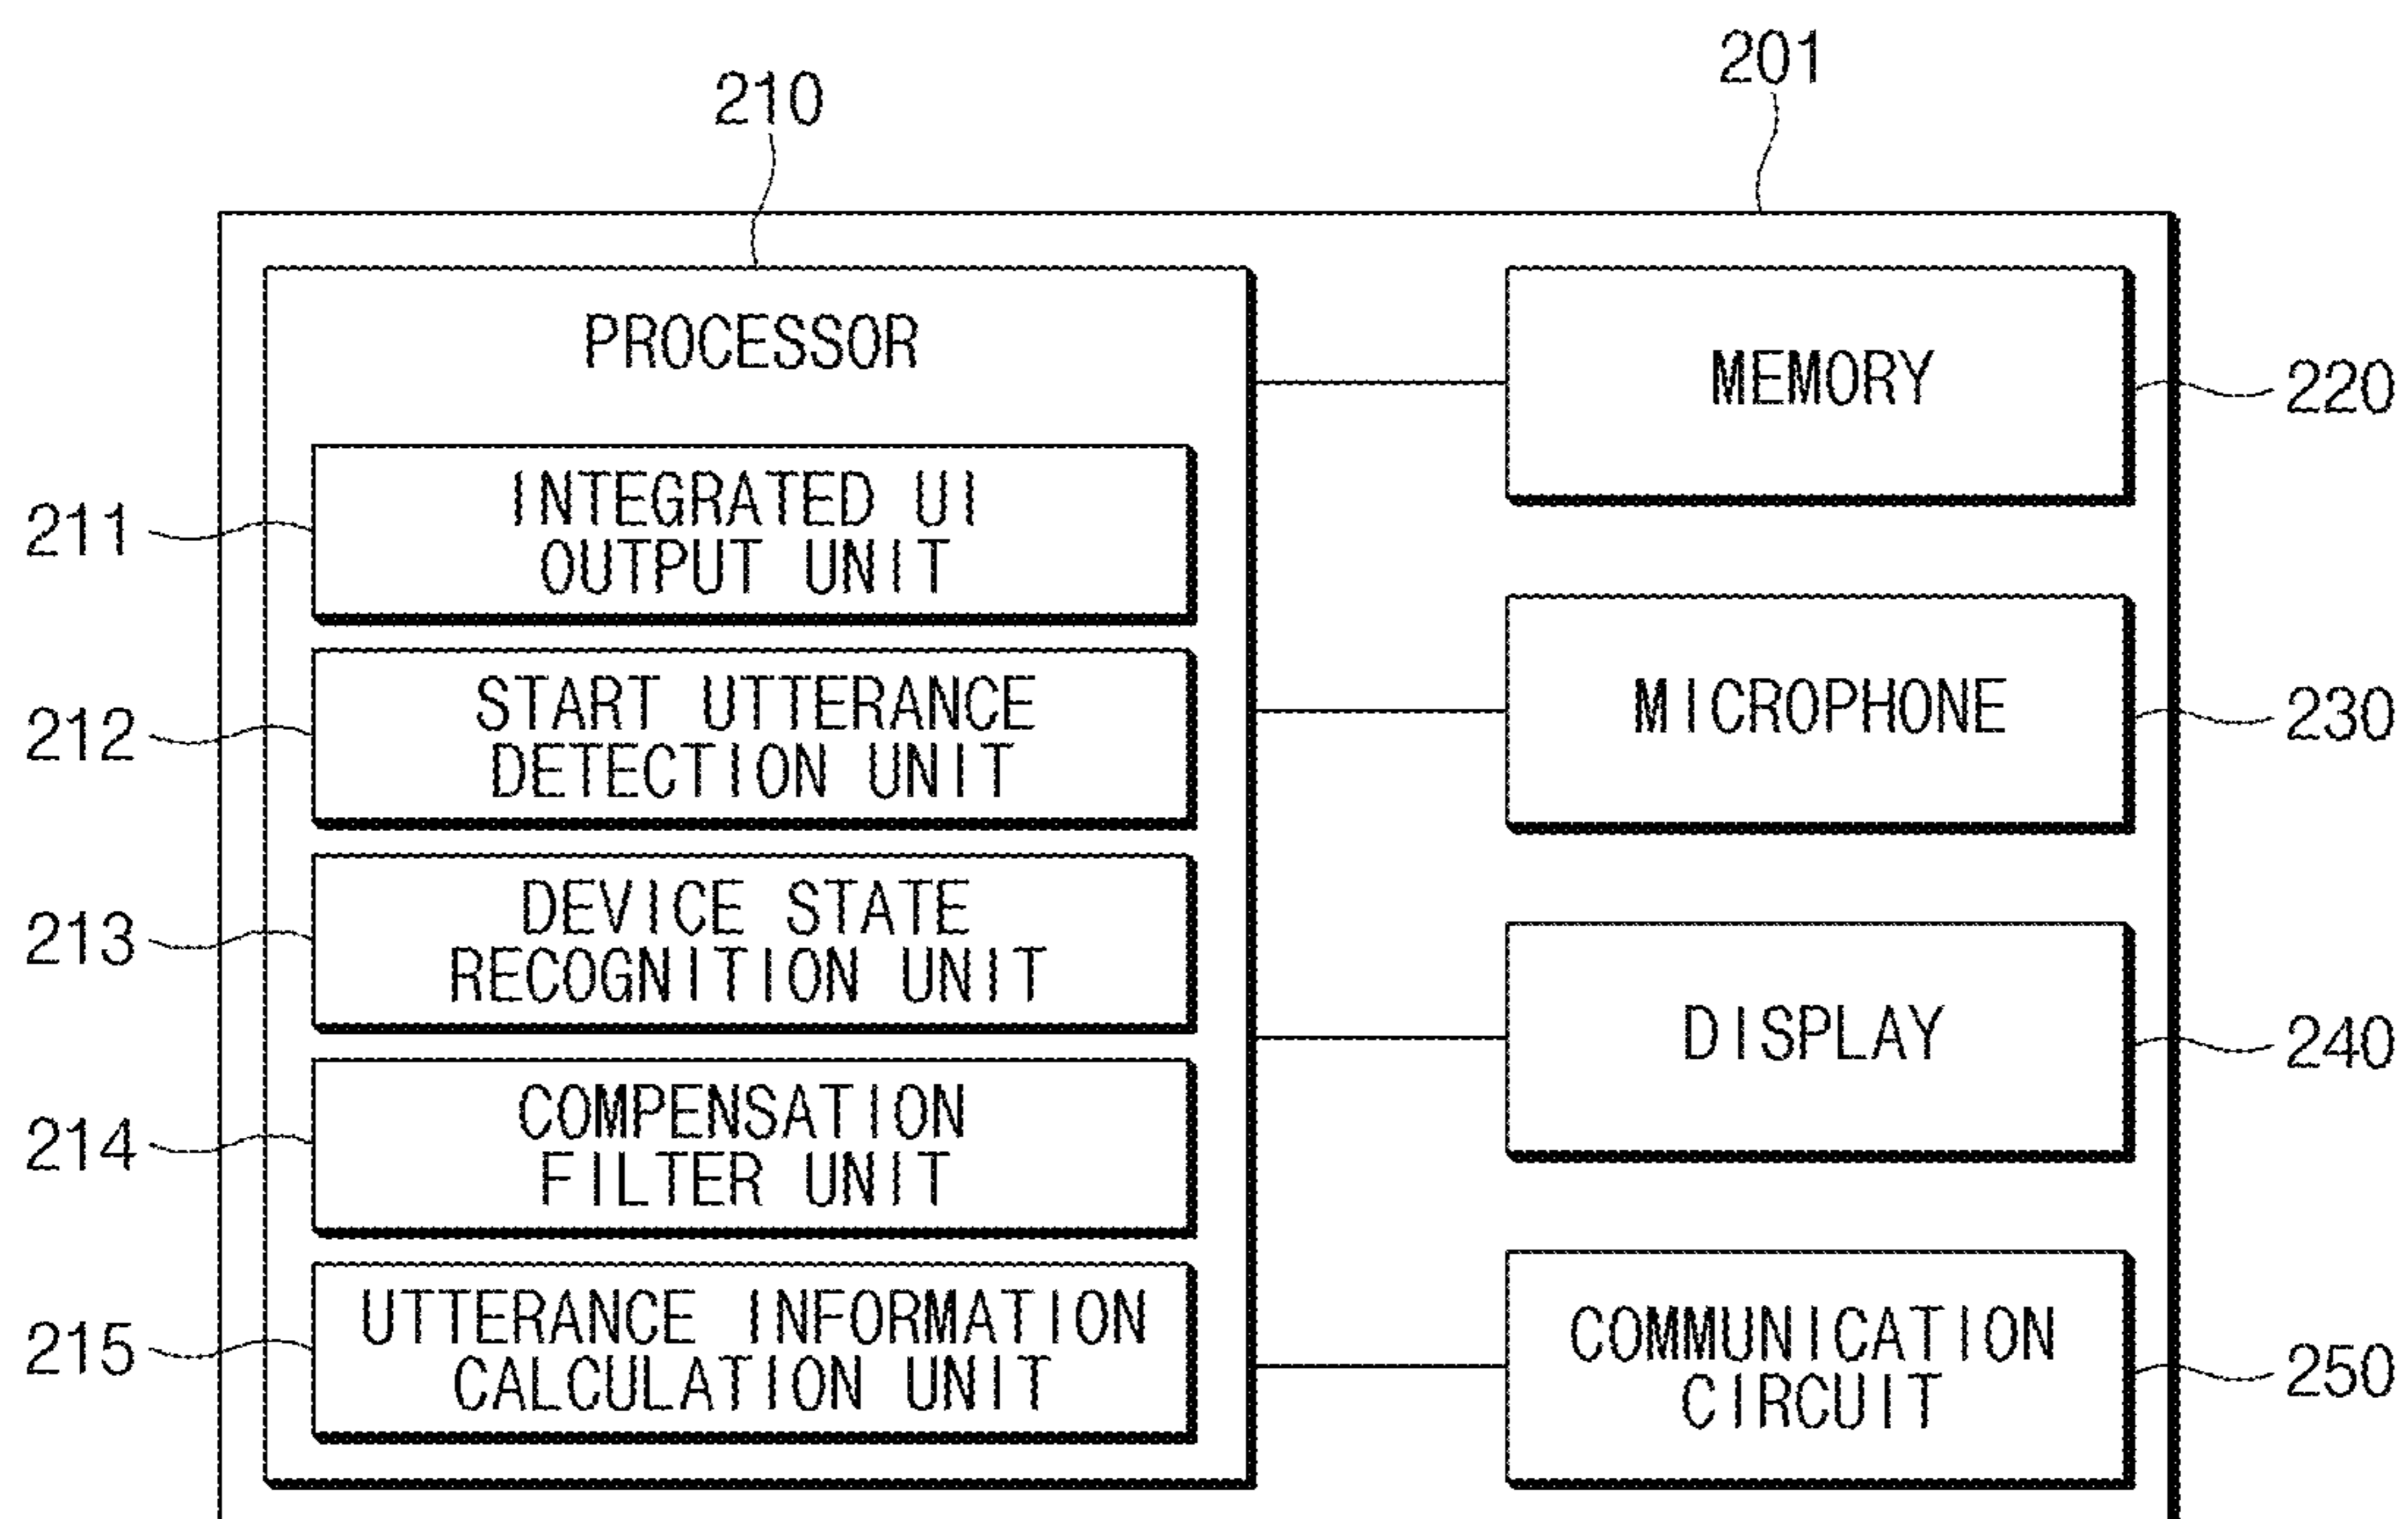 201
210
PROCESSOR
211
INTEGRATED UI
OUTPUT UNIT
212
START UTTERANCE
DETECTION UNIT
213
DEVICE STATE
RECOGNITION UNIT
214
COMPENSATION
FILTER UNIT
215
UTTERANCE INFORMATION
CALCULATION UNIT
MEMORY
220
MICROPHONE
230
DISPLAY
240
COMMUNICATION
CIRCUIT
250